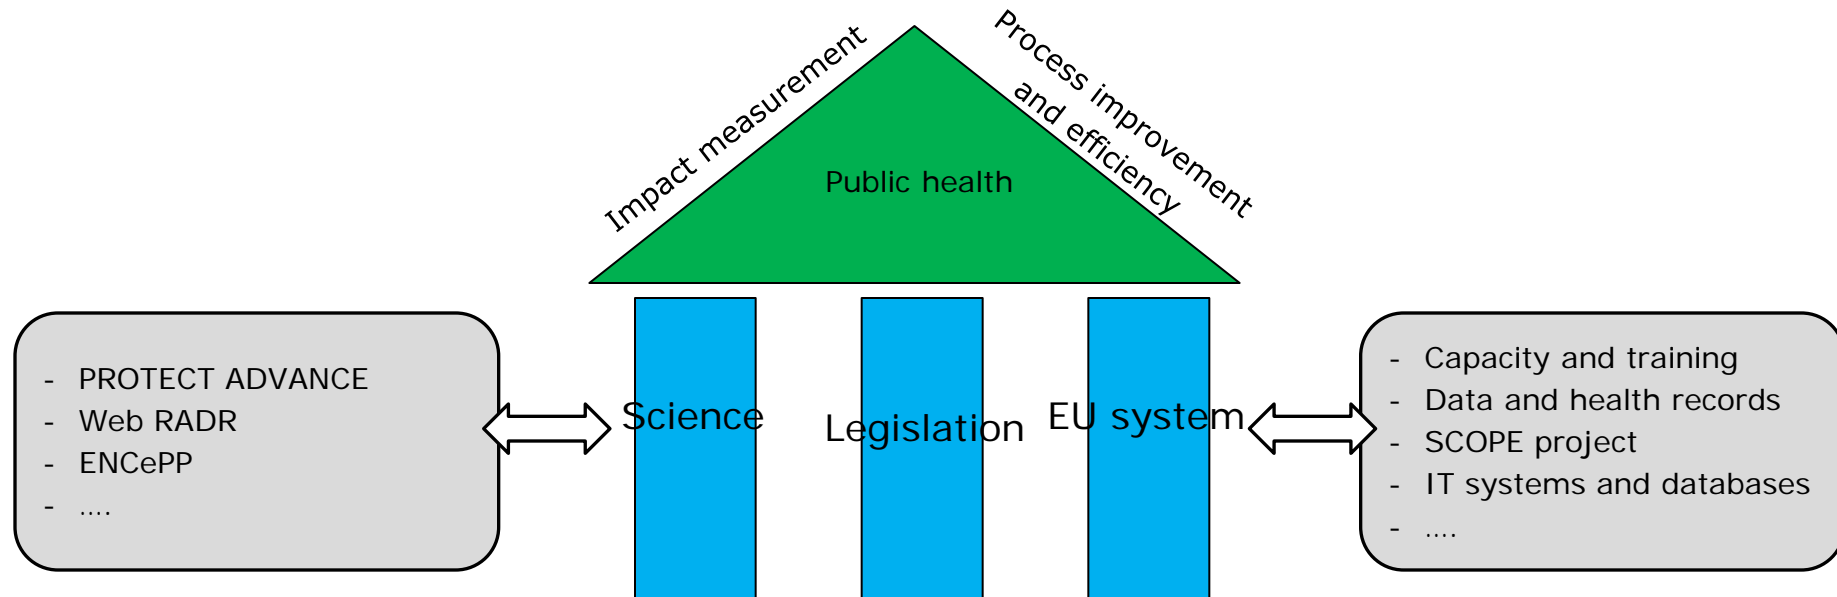 Impact measurement
Process improvement
and efficiency
Public health
- PROTECT ADVANCE
- Web RADR
- ENCePP
- ....
Science
Legislation
EU system
- Capacity and training
- Data and health records
- SCOPE project
- IT systems and databases
- ....